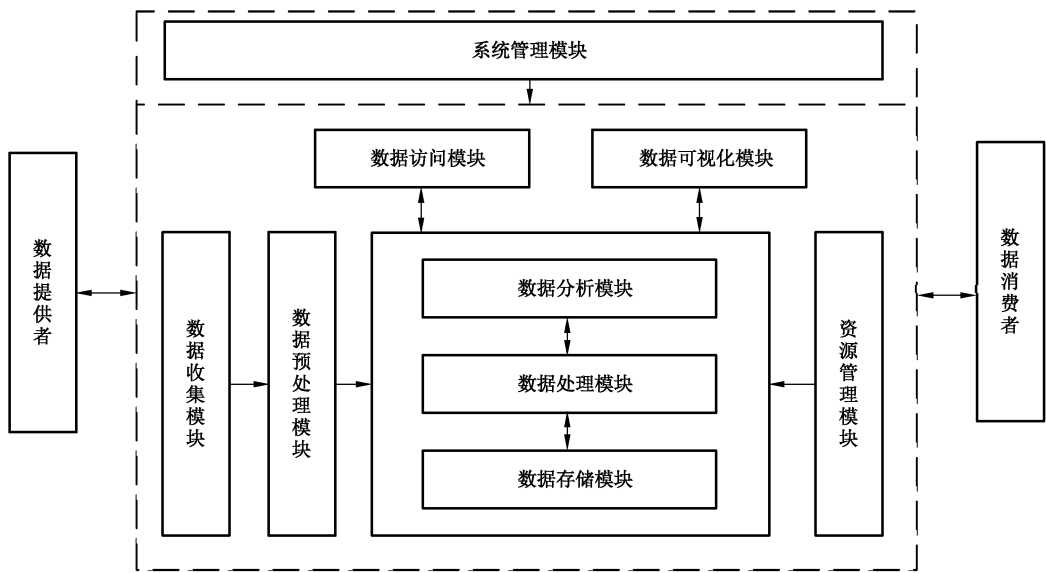 系统管理模块
数据访问模块
数据可视化模块
数据提供者
数据收集模块
数据预处理模块
数据分析模块
数据处理模块
数据存储模块
资源管理模块
数据消费者